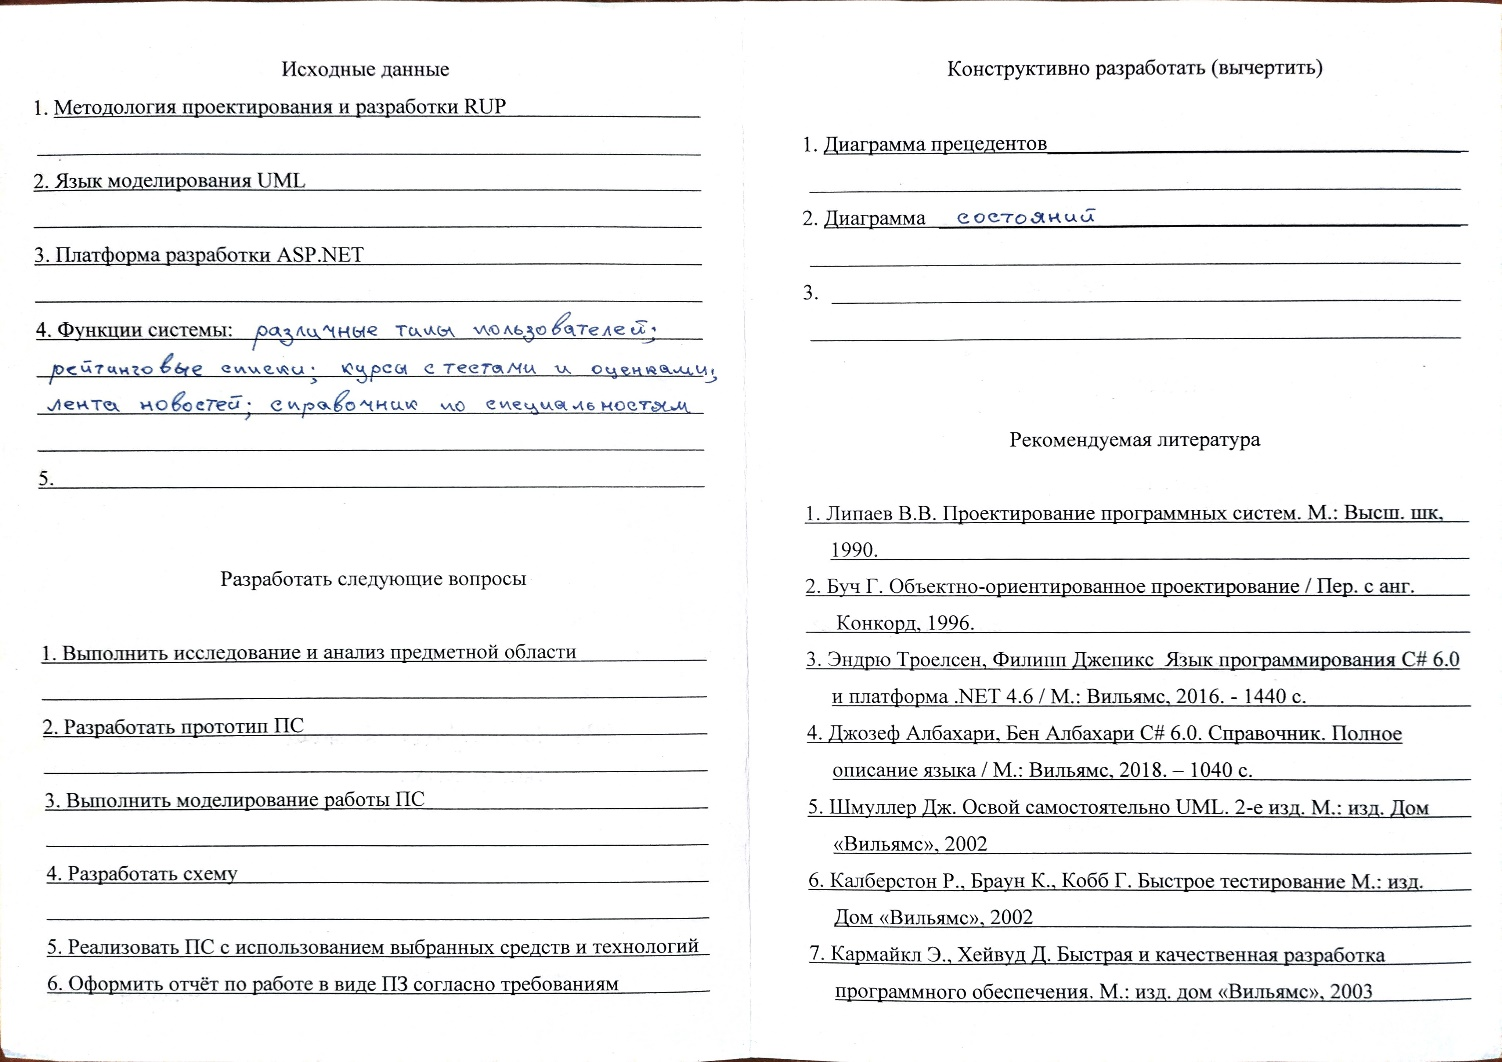 Исходные данные
1. Методология проектирования и разработки RUP
2. Язык моделирования UML
3. Платформа разработки ASP.NET
4. Функции системы: различные типы пользователей;
рейтинговые списки; курсы с тестами и оценками;
лента новостей; справочник по специальностям
5.
Разработать следующие вопросы
1. Выполнить исследование и анализ предметной области
2. Разработать прототип ПС
3. Выполнить моделирование работы ПС
4. Разработать схему
5. Реализовать ПС с использованием выбранных средств и технологий
6. Оформить отчёт по работе в виде ПЗ согласно требованиям
Конструктивно разработать (вычертить)
1. Диаграмма прецедентов
2. Диаграмма состояний
3.
Рекомендуемая литература
1. Липаев В.В. Проектирование программных систем. М.: Высш. шк,
1990.
2. Буч Г. Объектно-ориентированное проектирование / Пер. с анг.
Конкорд, 1996.
3. Эндрю Троелсен, Филипп Джепикс Язык программирования C# 6.0
и платформа .NET 4.6 / М.: Вильямс, 2016. - 1440 с.
4. Джозеф Албахари, Бен Албахари C# 6.0. Справочник. Полное
описание языка / М.: Вильямс, 2018. – 1040 с.
5. Шмуллер Дж. Освой самостоятельно UML. 2-е изд. М.: изд. Дом
«Вильямс», 2002
6. Калберстон Р., Браун К., Кобб Г. Быстрое тестирование М.: изд.
Дом «Вильямс», 2002
7. Кармайкл Э., Хейвуд Д. Быстрая и качественная разработка
программного обеспечения. М.: изд. дом «Вильямс», 2003